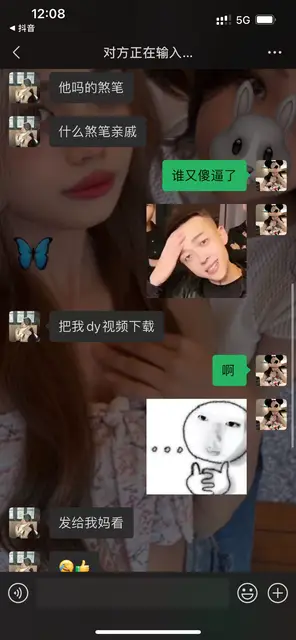 12:08
5G
抖音
对方正在输入...
他吗的煞笔
什么煞笔亲戚
谁又傻逼了
把我dy视频下载
啊
发给我妈看